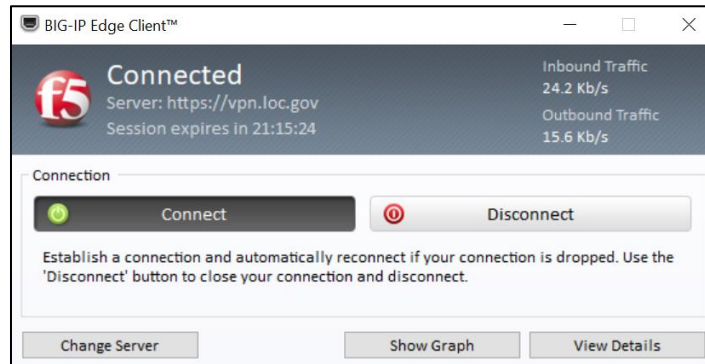 BIG-IP Edge Client™
f5
Connected
Server: https://vpn.loc.gov
Session expires in 21:15:24
Inbound Traffic
24.2 Kb/s
Outbound Traffic
15.6 Kb/s
Connection
Connect
Disconnect
Establish a connection and automatically reconnect if your connection is dropped. Use the
'Disconnect' button to close your connection and disconnect.
Change Server
Show Graph
View Details